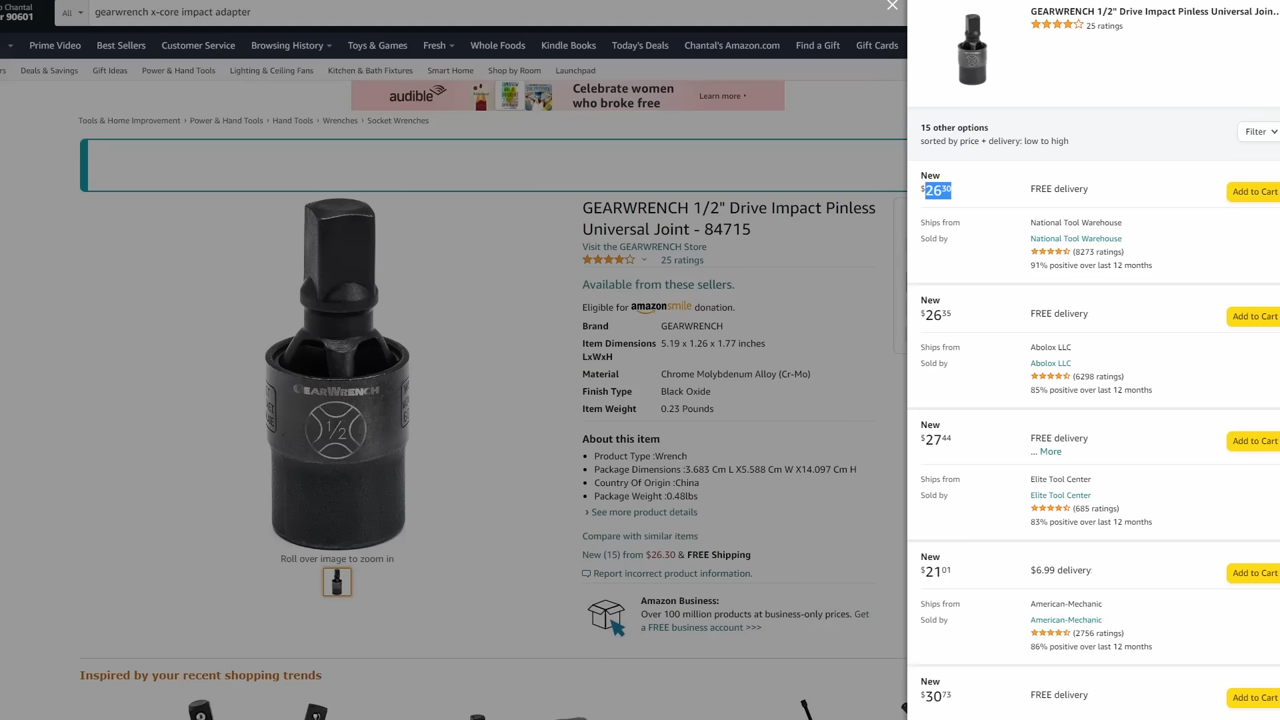 Chantal
r 90601
All
gearwrench x-core impact adapter
Prime Video
Best Sellers
Customer Service
Browsing History
Toys & Games
Fresh
Whole Foods
Kindle Books
Today's Deals
Chantal's Amazon.com
Find a Gift
Gift Cards
rs
Deals & Savings
Gift Ideas
Power & Hand Tools
Lighting & Ceiling Fans
Kitchen & Bath Fixtures
Smart Home
Shop by Room
Launchpad
audible
Celebrate women
who broke free
Learn more
Tools & Home Improvement › Power & Hand Tools › Hand Tools › Wrenches › Socket Wrenches
GEARWRENCH 1/2" Drive Impact Pinless
Universal Joint - 84715
Visit the GEARWRENCH Store
25 ratings
Available from these sellers.
Eligible for amazonsmile donation.
Brand GEARWRENCH
Item Dimensions 5.19 x 1.26 x 1.77 inches
LxWxH
Material Chrome Molybdenum Alloy (Cr-Mo)
Finish Type Black Oxide
Item Weight 0.23 Pounds
About this item
• Product Type :Wrench
• Package Dimensions :3.683 Cm L X5.588 Cm W X14.097 Cm H
• Country Of Origin :China
• Package Weight :0.48lbs
› See more product details
Compare with similar items
New (15) from $26.30 & FREE Shipping
Report incorrect product information.
GEARWRENCH
1/2
Roll over image to zoom in
Amazon Business:
Over 100 million products at business-only prices. Get
a FREE business account >>>
Inspired by your recent shopping trends
GEARWRENCH 1/2" Drive Impact Pinless Universal Join...
25 ratings
15 other options
sorted by price + delivery: low to high
Filter
New
$26.30 FREE delivery
Add to Cart
Ships from National Tool Warehouse
Sold by National Tool Warehouse
(8273 ratings)
91% positive over last 12 months
New
$26.35 FREE delivery
Add to Cart
Ships from Abolox LLC
Sold by Abolox LLC
(6298 ratings)
85% positive over last 12 months
New
$27.44 FREE delivery
Add to Cart
... More
Ships from Elite Tool Center
Sold by Elite Tool Center
(685 ratings)
83% positive over last 12 months
New
$21.01 $6.99 delivery
Add to Cart
Ships from American-Mechanic
Sold by American-Mechanic
(2756 ratings)
86% positive over last 12 months
New
$30.73 FREE delivery
Add to Cart